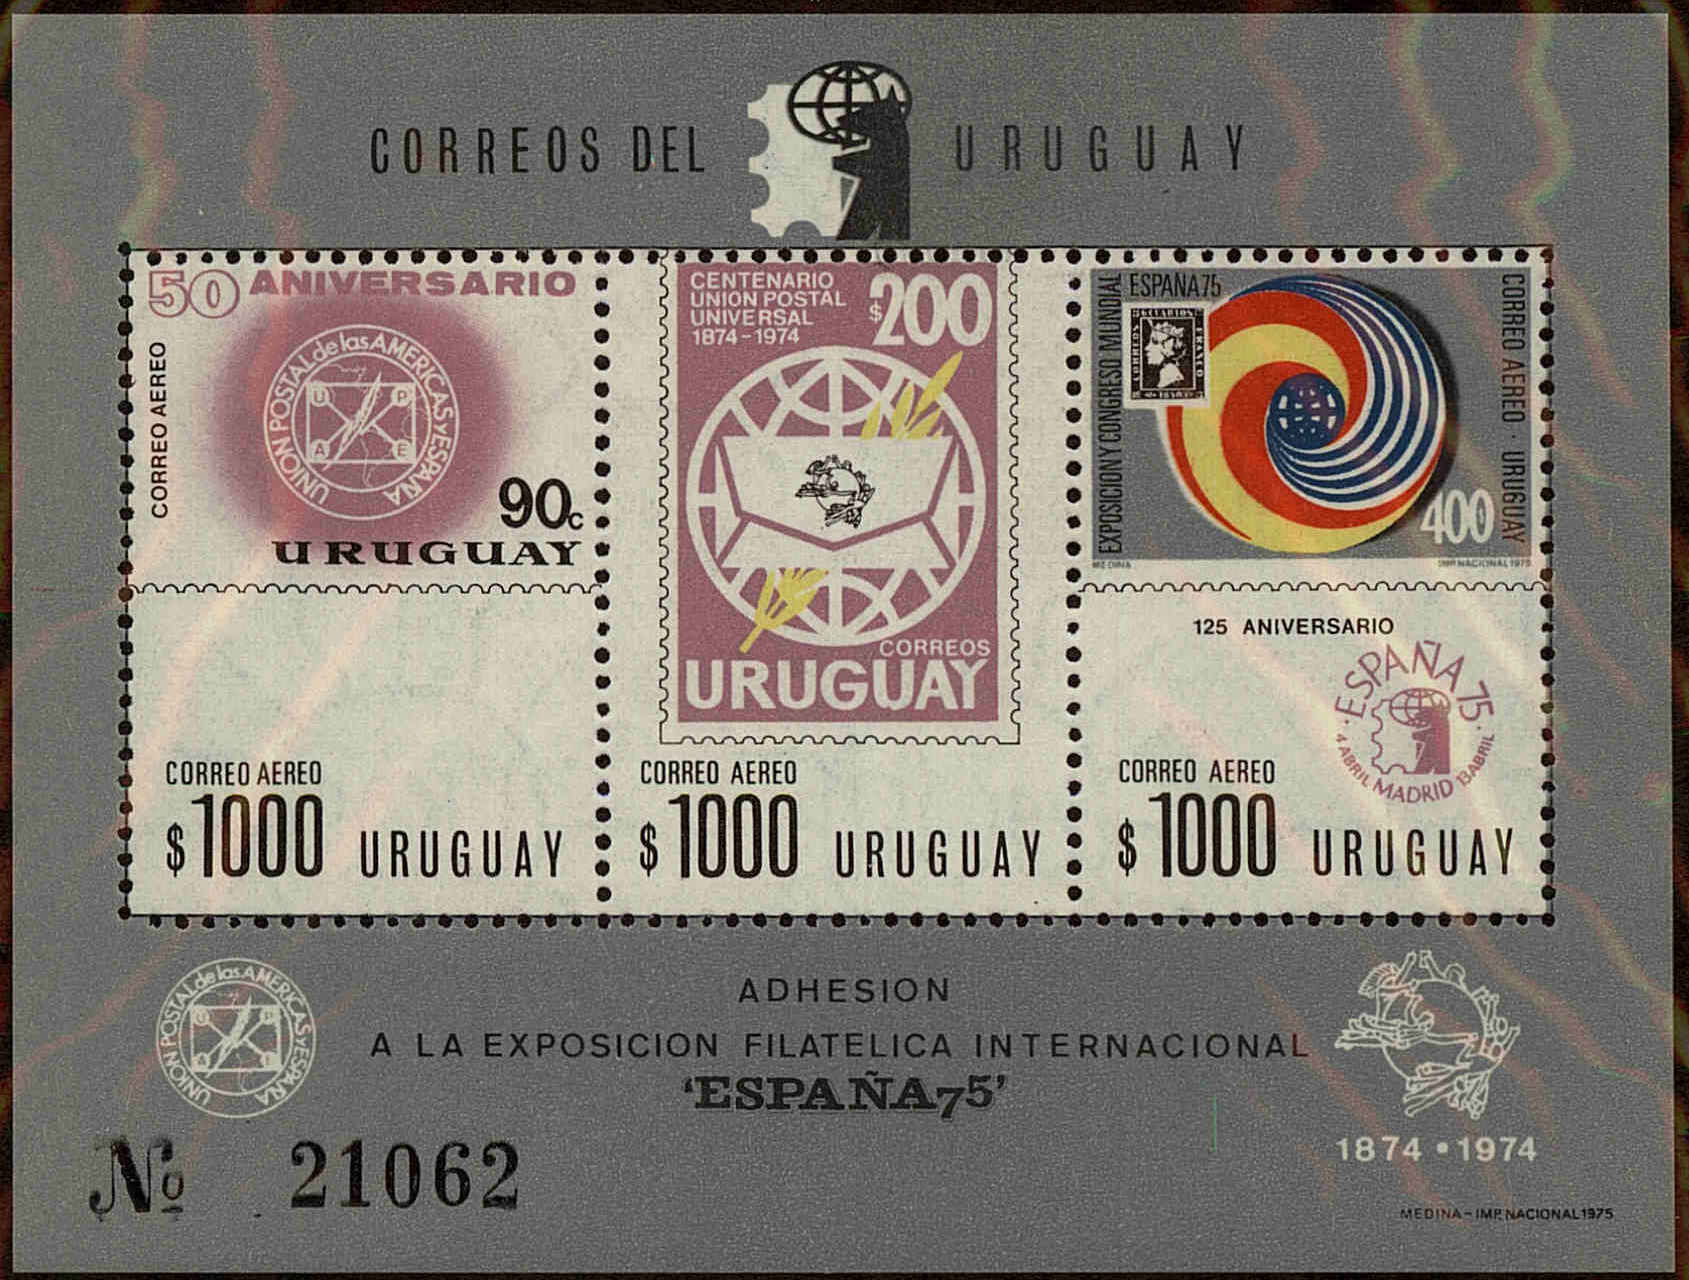 CORREOS DEL URUGUAY
50 ANIVERSARIO
CORREO AEREO
UNION POSTAL de las AMERICAS Y ESPAÑA
U P
A E
90c
URUGUAY
CORREO AEREO
$1000 URUGUAY
CENTENARIO
UNION POSTAL
UNIVERSAL
1874-1974
$200
CORREOS
URUGUAY
CORREO AEREO
$1000 URUGUAY
EXPOSICION Y CONGRESO MUNDIAL
ESPAÑA 75
CORREO AEREO · URUGUAY
400
MEDINA
IMP. NACIONAL 1975
125 ANIVERSARIO
· ESPAÑA 75 ·
4 ABRIL MADRID 13 ABRIL
CORREO AEREO
$1000 URUGUAY
UNION POSTAL de las AMERICAS Y ESPAÑA
ADHESION
A LA EXPOSICION FILATELICA INTERNACIONAL
‘ESPAÑA75’
1874 • 1974
No 21062
MEDINA - IMP. NACIONAL 1975